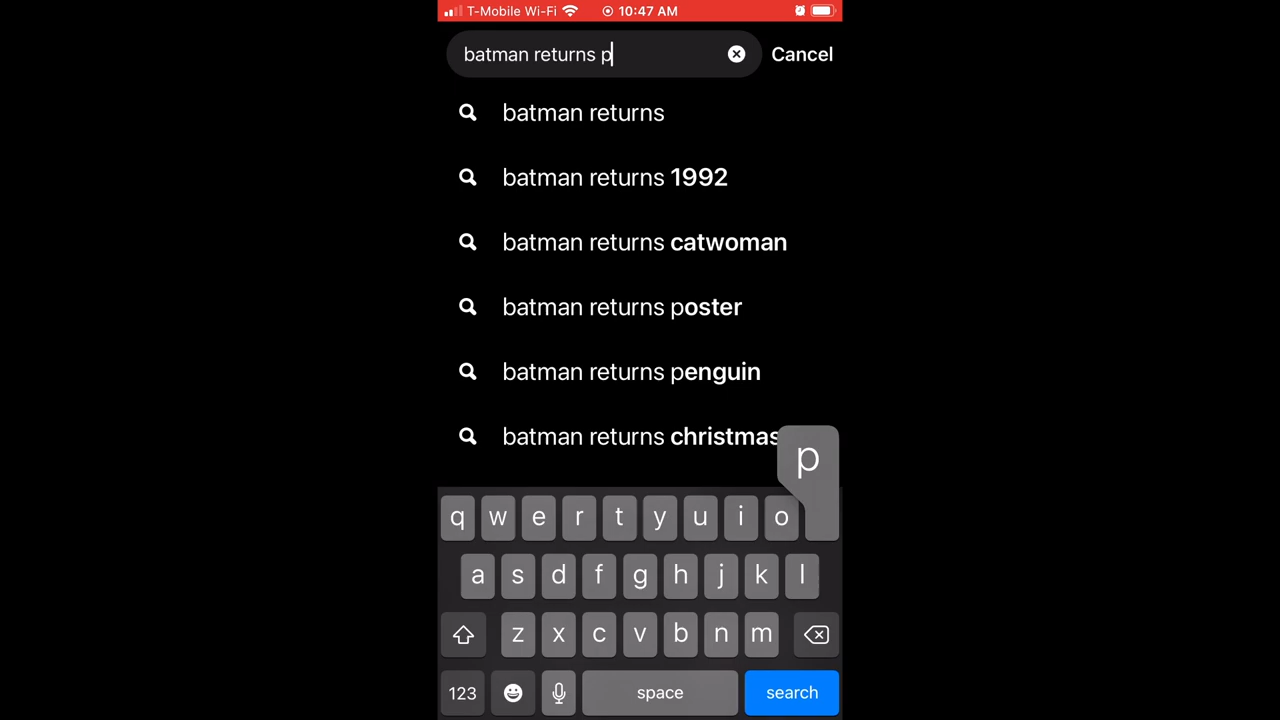 T-Mobile Wi-Fi 10:47 AM
batman returns p Cancel
batman returns
batman returns 1992
batman returns catwoman
batman returns poster
batman returns penguin
batman returns christmas
p
q w e r t y u i o
a s d f g h j k l
z x c v b n m
123 space search